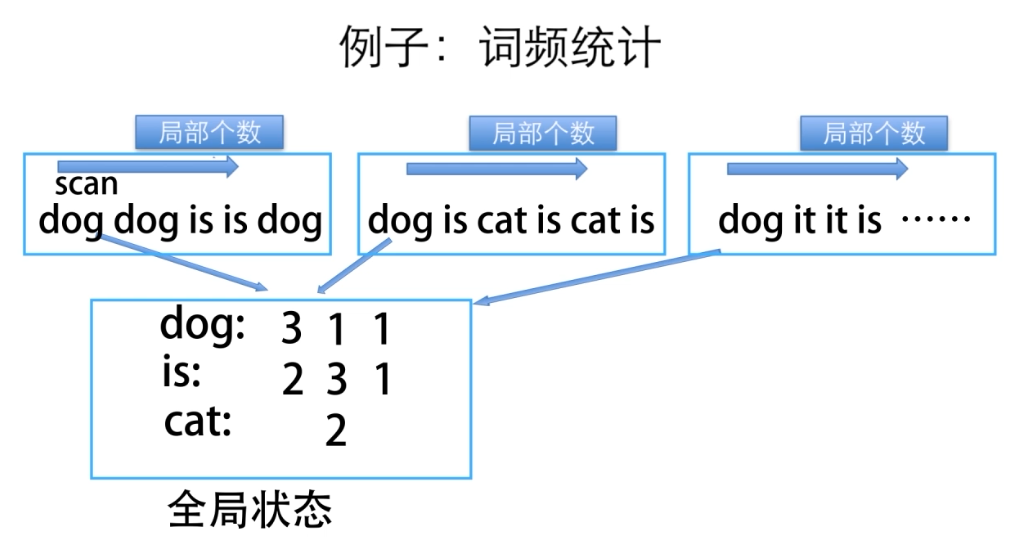 例子：词频统计
局部个数
局部个数
局部个数
scan
dog dog is is dog
dog is cat is cat is
dog it it is ⋯⋯
dog: 3 1 1
is: 2 3 1
cat: 2
全局状态